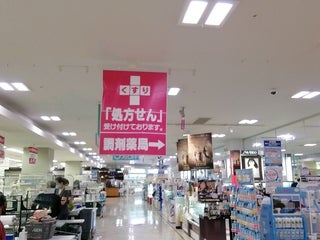 くすり
「処方せん」
受け付けております。
調剤薬局→